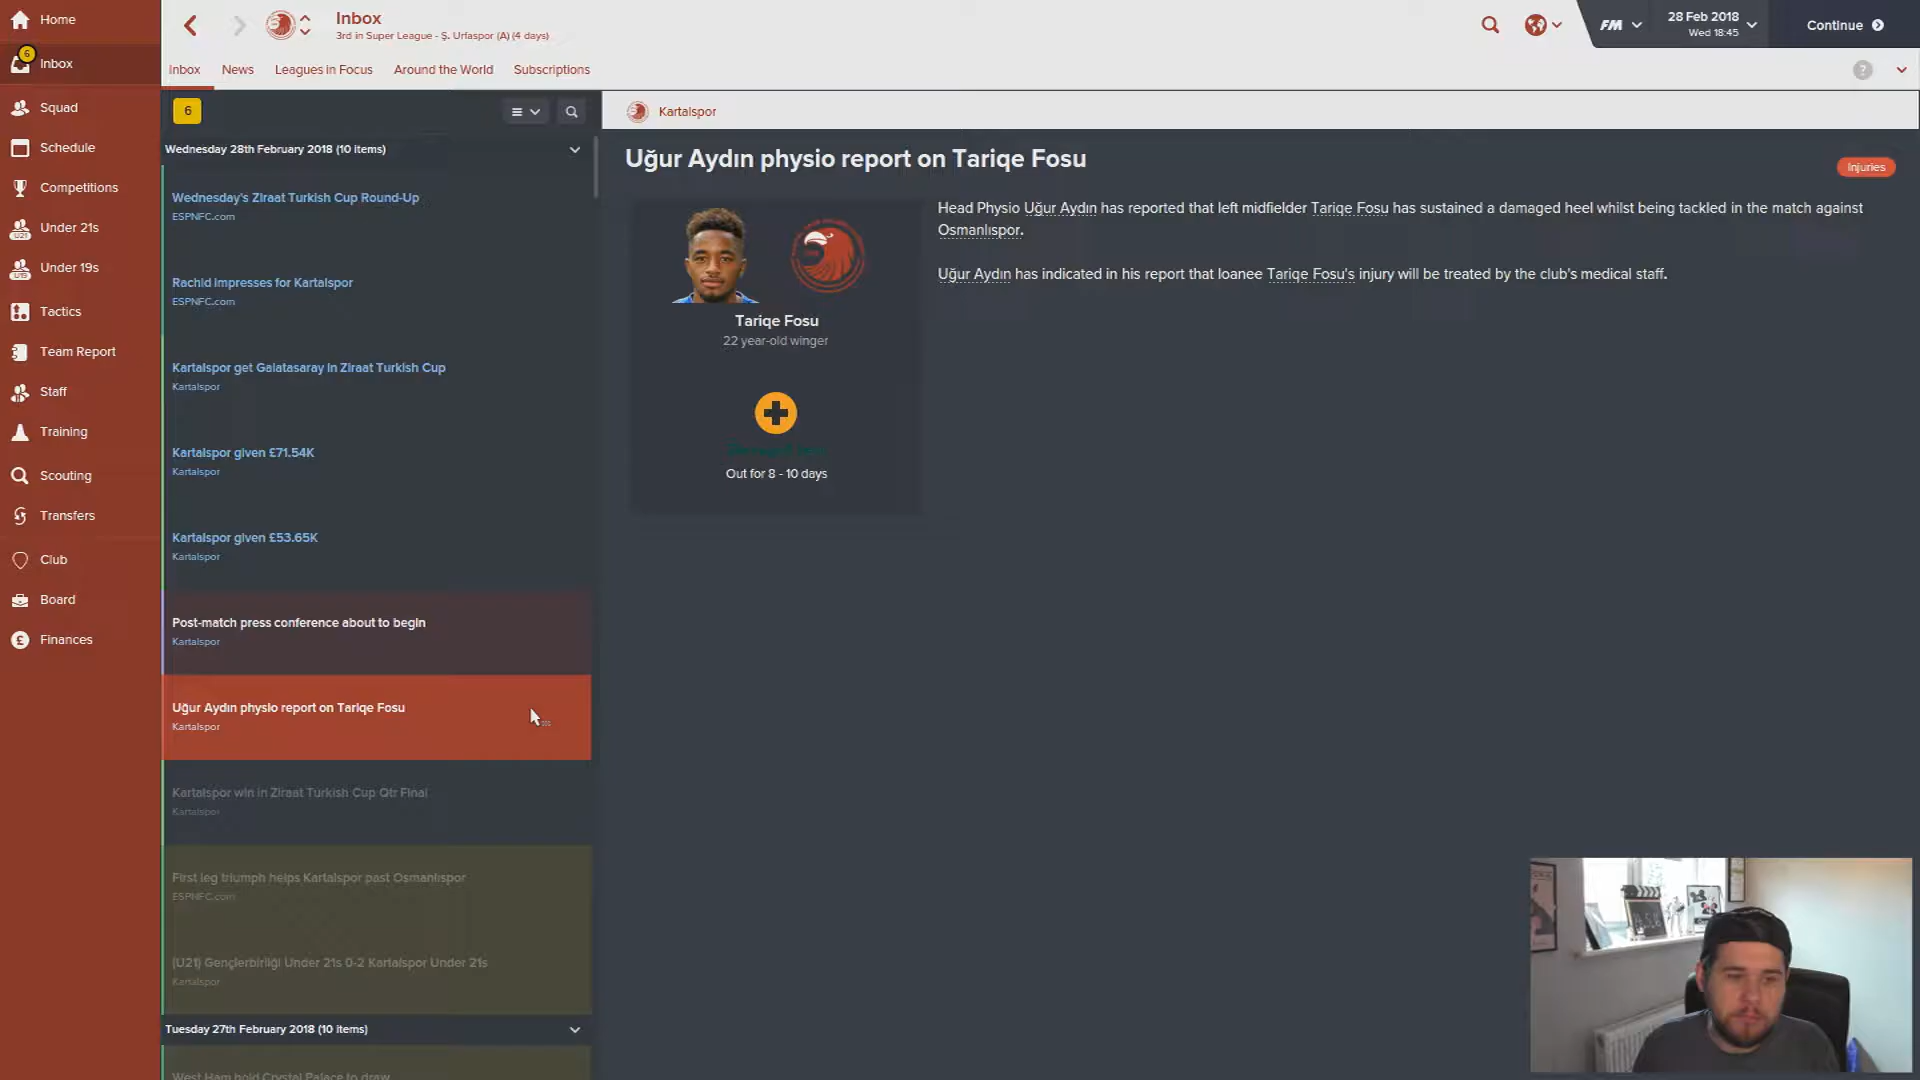 Home
6
Inbox
Squad
Schedule
Competitions
Under 21s
Under 19s
Tactics
Team Report
Staff
Training
Scouting
Transfers
Club
Board
Finances
Inbox
3rd in Super League - Ş. Urfaspor (A) (4 days)
FM
28 Feb 2018
Wed 18:45
Continue
Inbox
News
Leagues in Focus
Around the World
Subscriptions
?
6
Wednesday 28th February 2018 (10 items)
Wednesday's Ziraat Turkish Cup Round-Up
ESPNFC.com
Rachid impresses for Kartalspor
ESPNFC.com
Kartalspor get Galatasaray in Ziraat Turkish Cup
Kartalspor
Kartalspor given £71.54K
Kartalspor
Kartalspor given £53.65K
Kartalspor
Post-match press conference about to begin
Kartalspor
Uğur Aydın physio report on Tariqe Fosu
Kartalspor
Kartalspor win in Ziraat Turkish Cup Qtr Final
Kartalspor
First leg triumph helps Kartalspor past Osmanlıspor
ESPNFC.com
(U21) Gençlerbirliği Under 21s 0-2 Kartalspor Under 21s
Kartalspor
Tuesday 27th February 2018 (10 items)
West Ham hold Crystal Palace to draw
Kartalspor
Uğur Aydın physio report on Tariqe Fosu
Injuries
Tariqe Fosu
22 year-old winger
Damaged heel
Out for 8 - 10 days
Head Physio Uğur Aydın has reported that left midfielder Tariqe Fosu has sustained a damaged heel whilst being tackled in the match against
Osmanlıspor.
Uğur Aydın has indicated in his report that loanee Tariqe Fosu's injury will be treated by the club's medical staff.